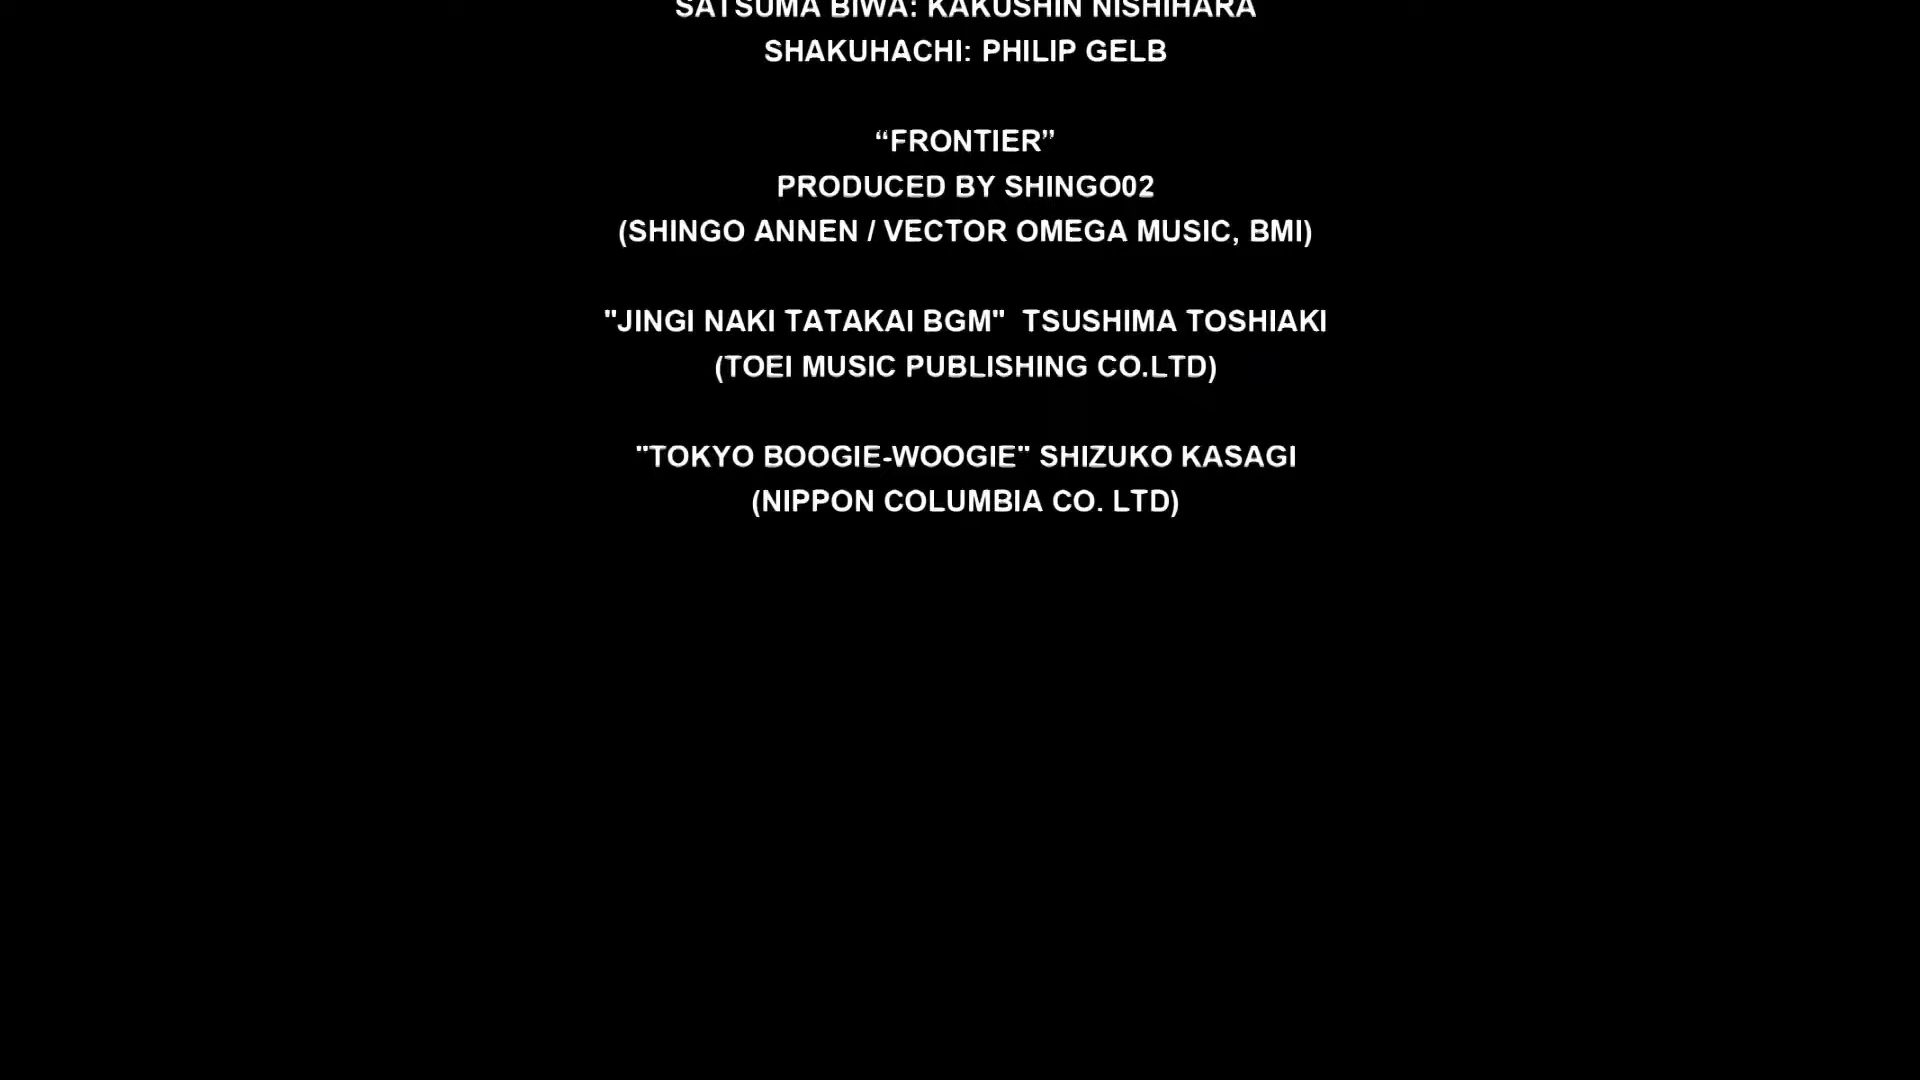 SATSUMA BIWA: KAKUSHIN NISHIHARA
SHAKUHACHI: PHILIP GELB
“FRONTIER”
PRODUCED BY SHINGO02
(SHINGO ANNEN / VECTOR OMEGA MUSIC, BMI)
"JINGI NAKI TATAKAI BGM"  TSUSHIMA TOSHIAKI
(TOEI MUSIC PUBLISHING CO.LTD)
"TOKYO BOOGIE-WOOGIE" SHIZUKO KASAGI
(NIPPON COLUMBIA CO. LTD)